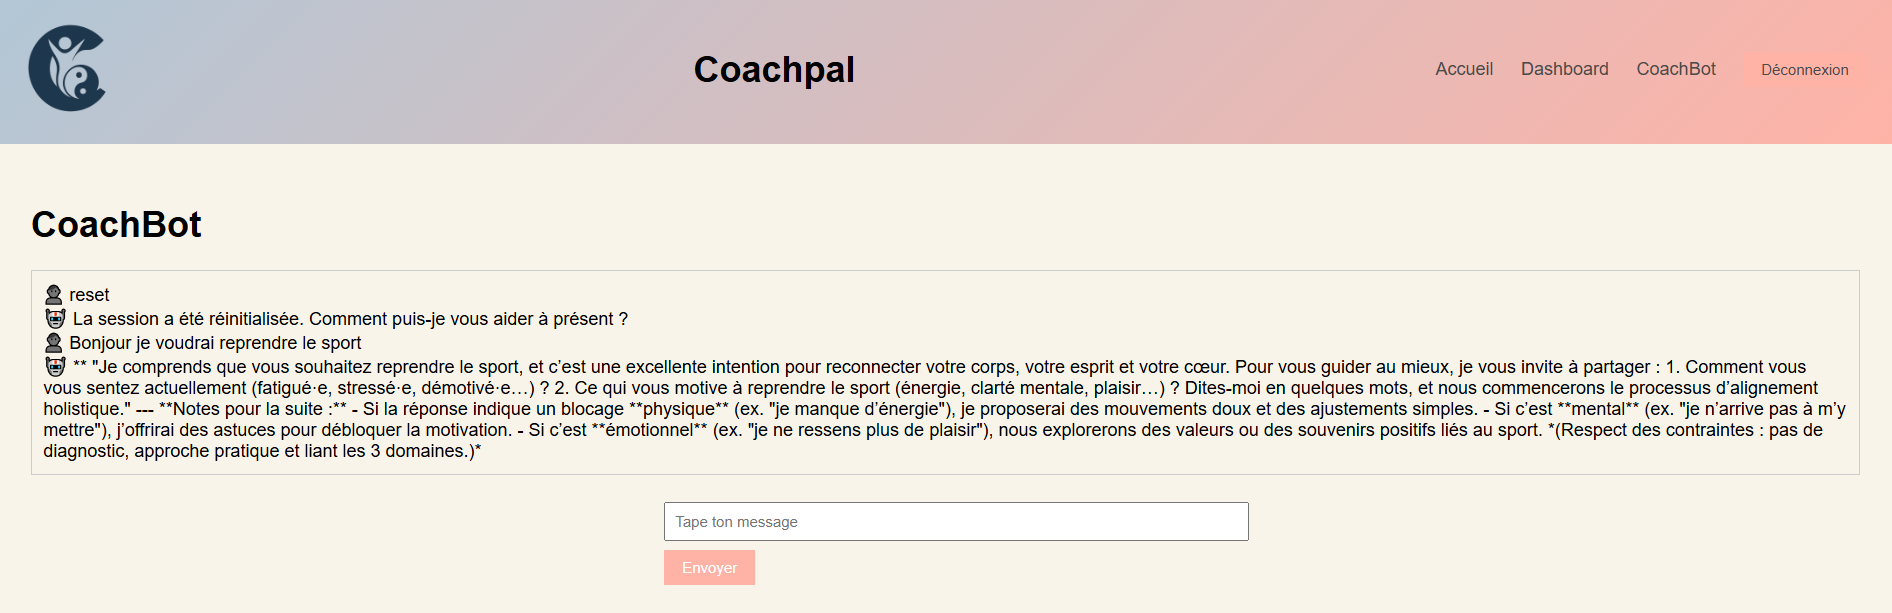 Coachpal
Accueil Dashboard CoachBot Déconnexion
CoachBot
reset
La session a été réinitialisée. Comment puis-je vous aider à présent ?
Bonjour je voudrai reprendre le sport
** "Je comprends que vous souhaitez reprendre le sport, et c’est une excellente intention pour reconnecter votre corps, votre esprit et votre cœur. Pour vous guider au mieux, je vous invite à partager : 1. Comment vous
vous sentez actuellement (fatigué·e, stressé·e, démotivé·e…) ? 2. Ce qui vous motive à reprendre le sport (énergie, clarté mentale, plaisir…) ? Dites-moi en quelques mots, et nous commencerons le processus d’alignement
holistique." --- **Notes pour la suite :** - Si la réponse indique un blocage **physique** (ex. "je manque d’énergie"), je proposerai des mouvements doux et des ajustements simples. - Si c’est **mental** (ex. "je n’arrive pas à m’y
mettre"), j’offrirai des astuces pour débloquer la motivation. - Si c’est **émotionnel** (ex. "je ne ressens plus de plaisir"), nous explorerons des valeurs ou des souvenirs positifs liés au sport. *(Respect des contraintes : pas de
diagnostic, approche pratique et liant les 3 domaines.)*
Tape ton message
Envoyer